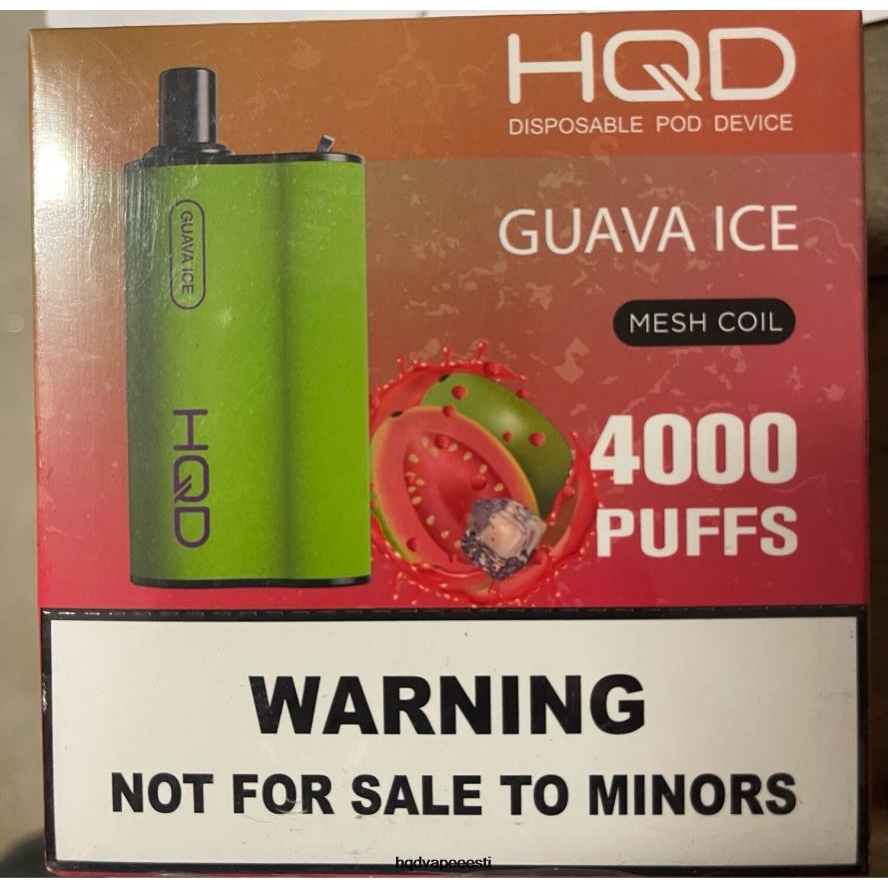 HQD
DISPOSABLE POD DEVICE
GUAVA ICE
MESH COIL
4000
PUFFS
GUAVA ICE
HQD
WARNING
NOT FOR SALE TO MINORS
hqdvapeeesti